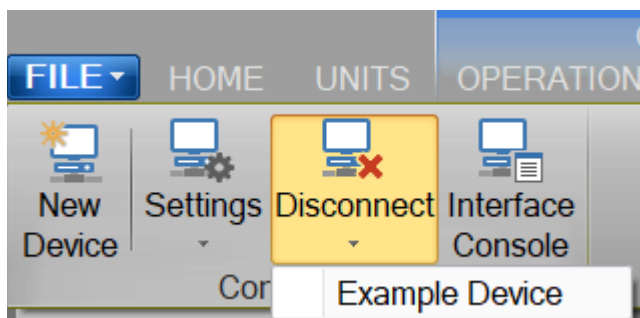 FILE HOME UNITS OPERATION
New Settings Disconnect Interface
Device Console
Example Device